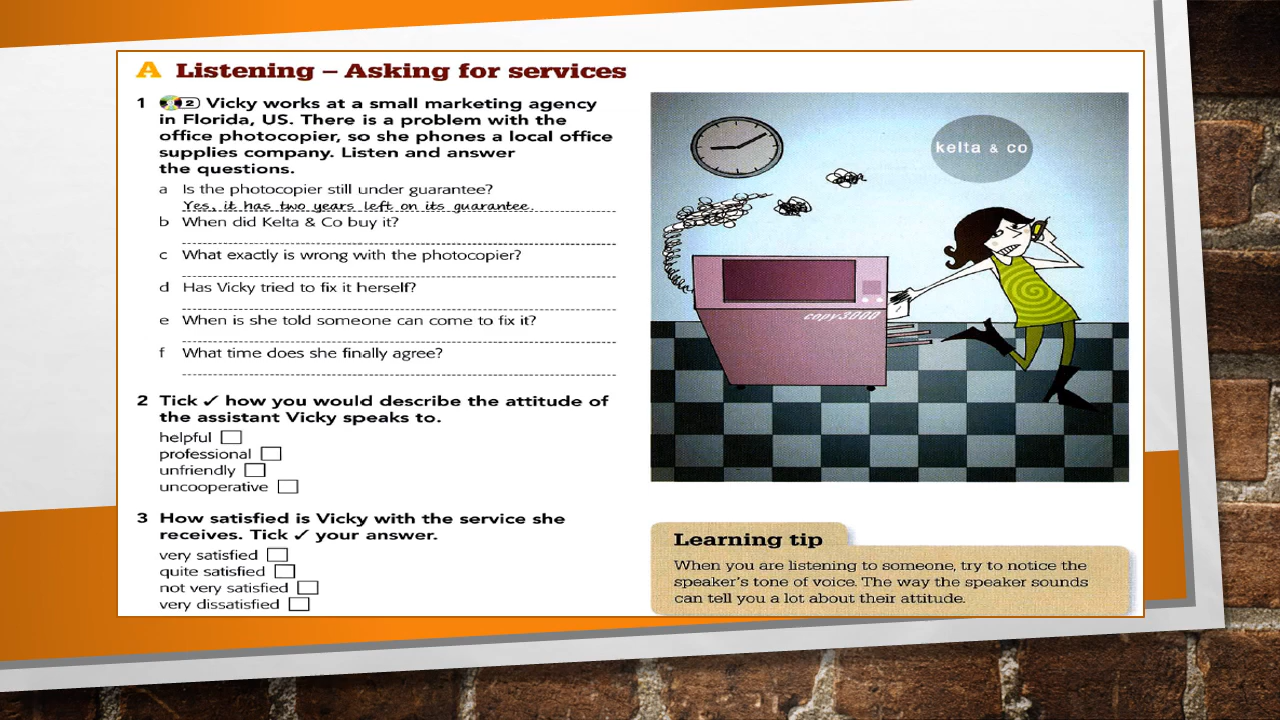 A Listening – Asking for services
1 2 Vicky works at a small marketing agency
in Florida, US. There is a problem with the
office photocopier, so she phones a local office
supplies company. Listen and answer
the questions.
a Is the photocopier still under guarantee?
Yes, it has two years left on its guarantee.
b When did Kelta & Co buy it?
c What exactly is wrong with the photocopier?
d Has Vicky tried to fix it herself?
e When is she told someone can come to fix it?
f What time does she finally agree?
2 Tick ✓ how you would describe the attitude of
the assistant Vicky speaks to.
helpful
professional
unfriendly
uncooperative
3 How satisfied is Vicky with the service she
receives. Tick ✓ your answer.
very satisfied
quite satisfied
not very satisfied
very dissatisfied
kelta & co
copy3000
Learning tip
When you are listening to someone, try to notice the
speaker's tone of voice. The way the speaker sounds
can tell you a lot about their attitude.